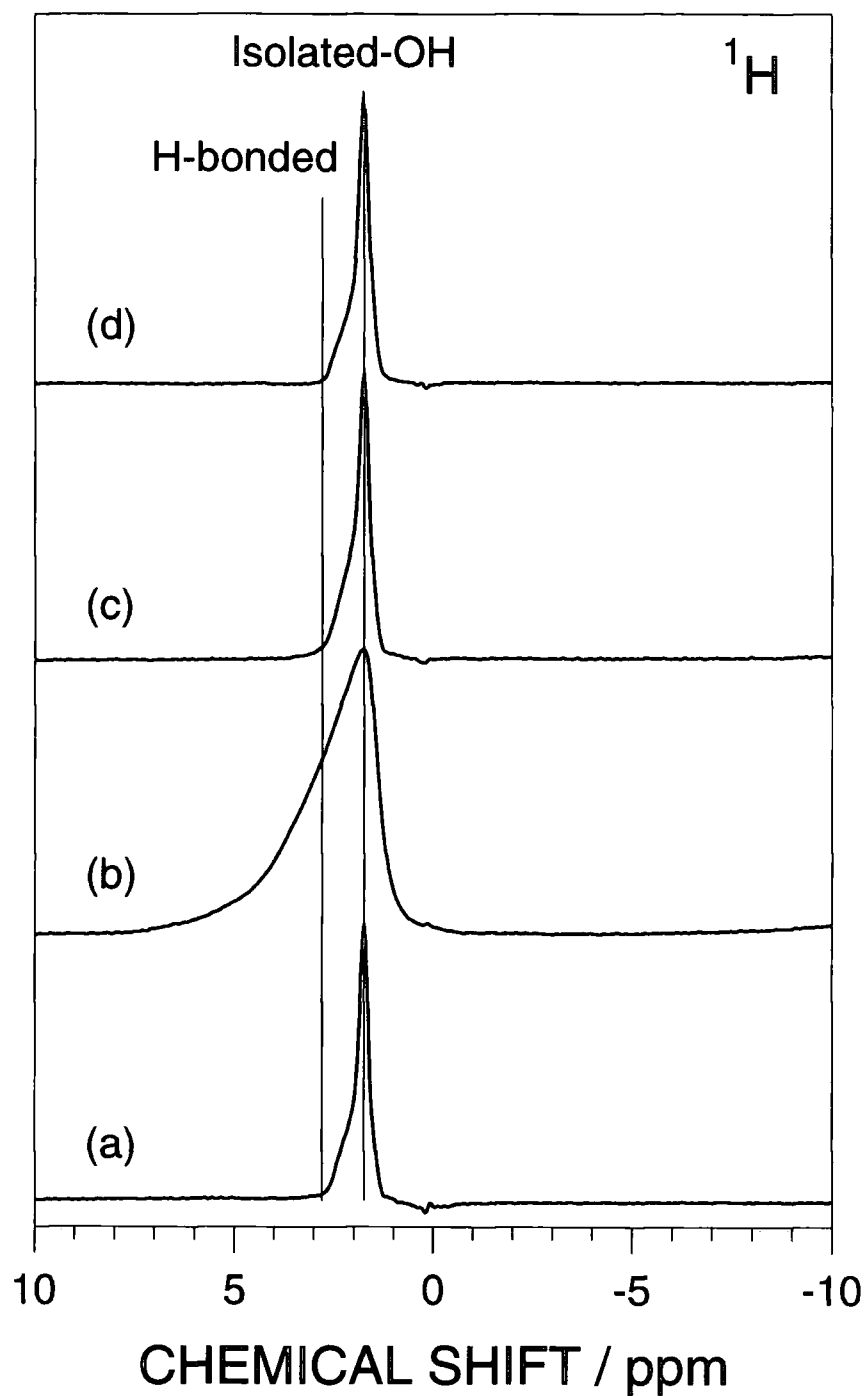 Isolated-OH
¹H
H-bonded
(d)
(c)
(b)
(a)
10 5 0 -5 -10
CHEMICAL SHIFT / ppm